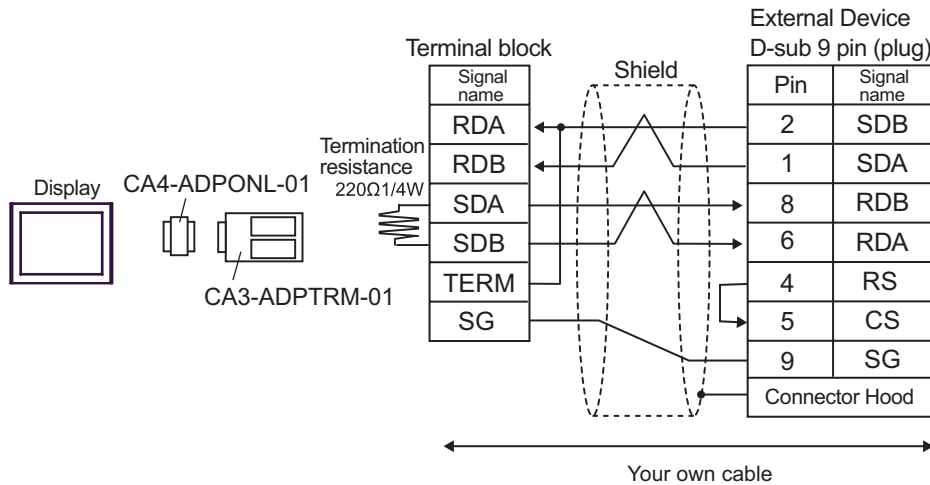 External Device
D-sub 9 pin (plug)
Terminal block
Shield
Signal
name
Pin
Signal
name
RDA
2
SDB
Termination
resistance
220Ω1/4W
RDB
1
SDA
Display
CA4-ADPONL-01
SDA
8
RDB
SDB
6
RDA
CA3-ADPTRM-01
TERM
4
RS
SG
5
CS
9
SG
Connector Hood
Your own cable